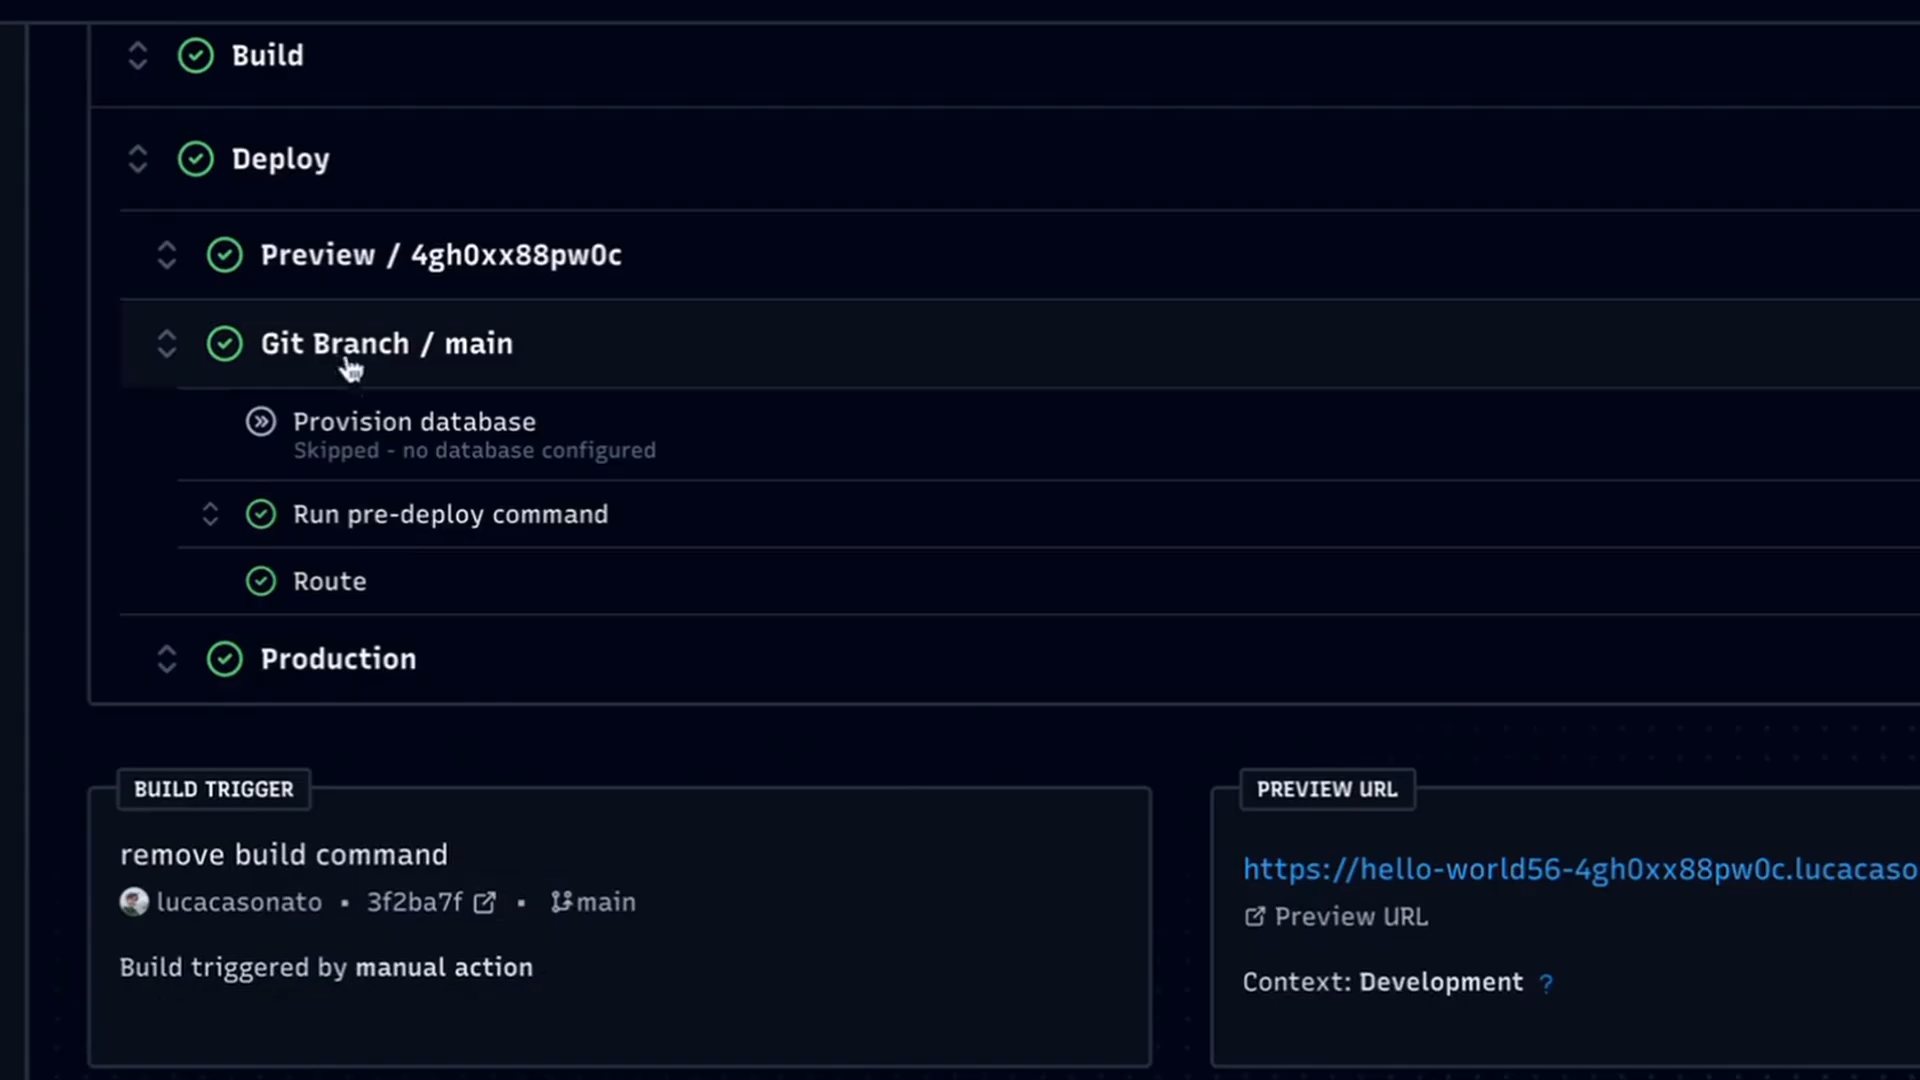 Build
Deploy
Preview / 4gh0xx88pw0c
Git Branch / main
Provision database
Skipped - no database configured
Run pre-deploy command
Route
Production
BUILD TRIGGER
remove build command
lucacasonato · 3f2ba7f · main
Build triggered by manual action
PREVIEW URL
https://hello-world56-4gh0xx88pw0c.lucacaso
Preview URL
Context: Development ?